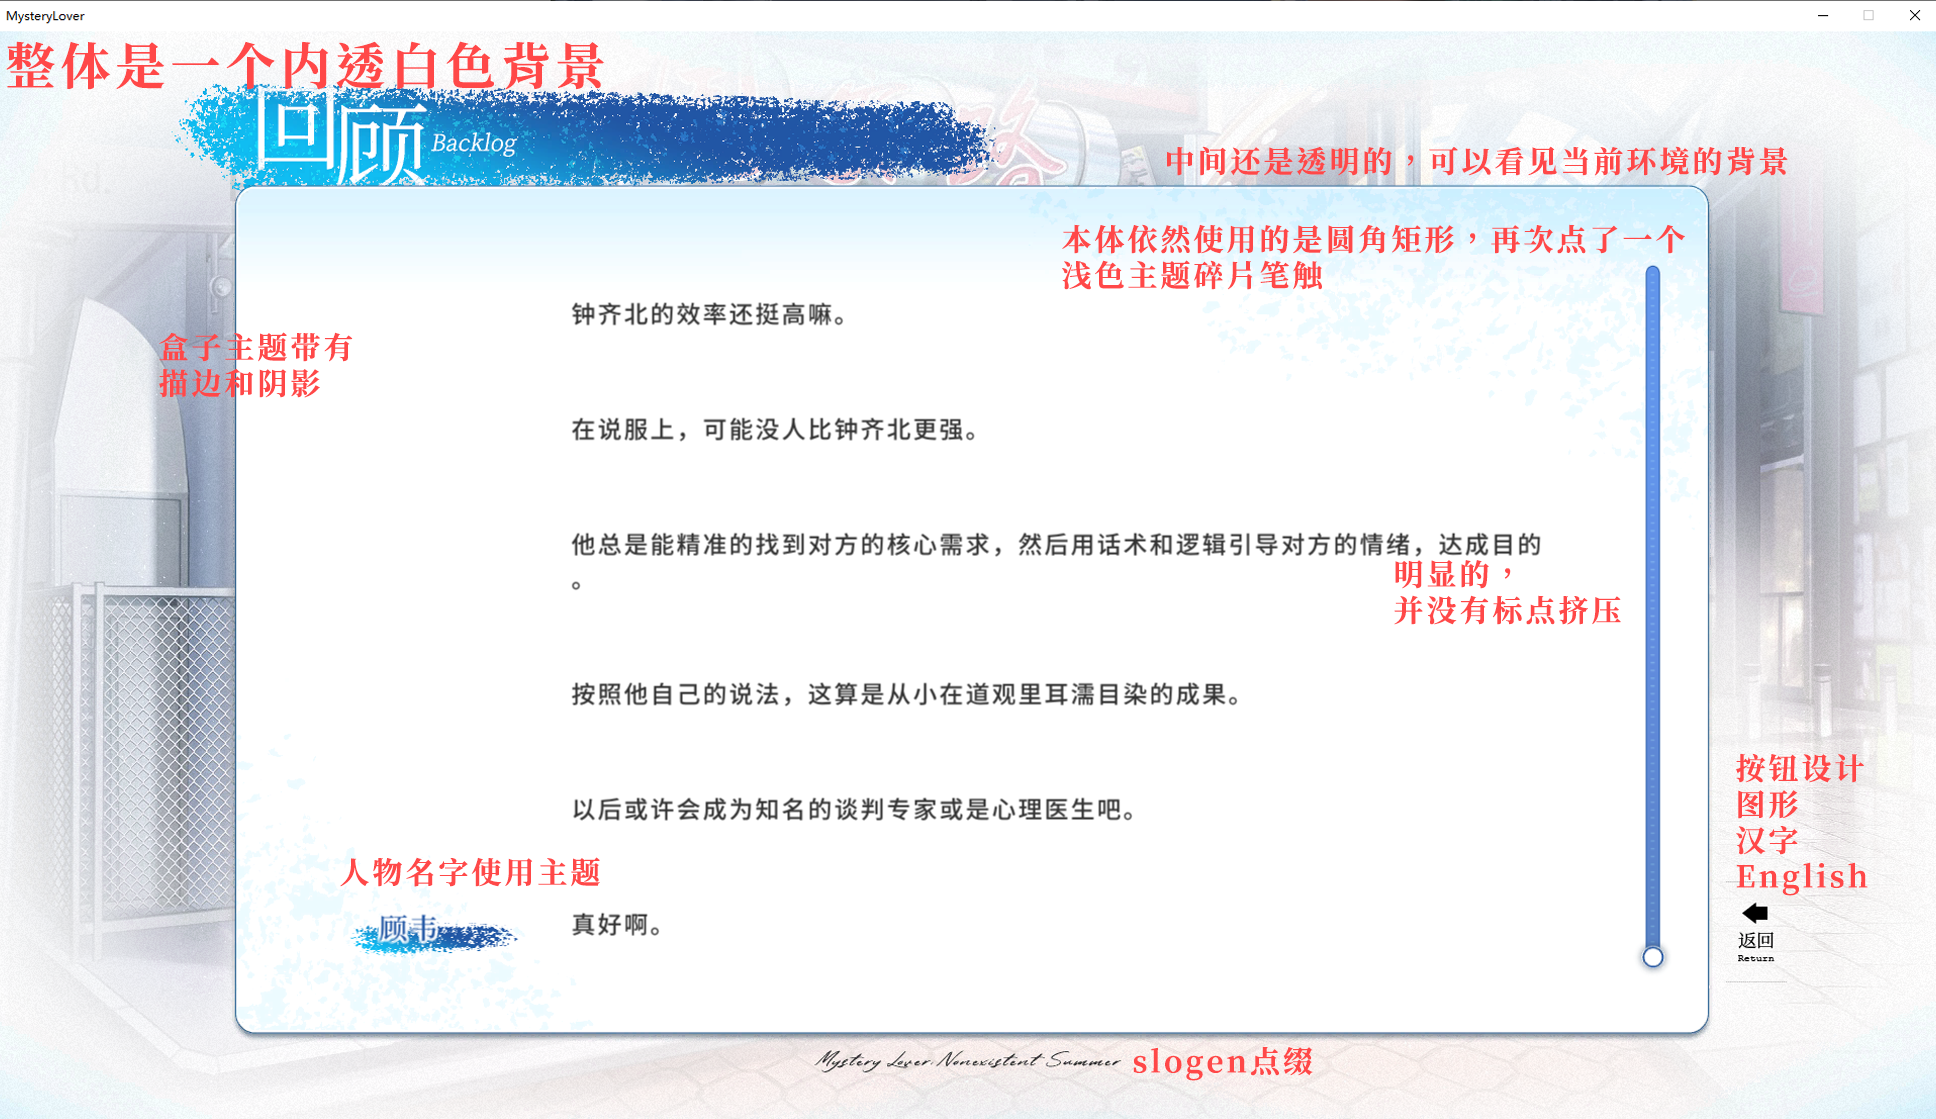 MysteryLover
整体是一个内透白色背景
回顾 Backlog
中间还是透明的，可以看见当前环境的背景
本体依然使用的是圆角矩形，再次点了一个
浅色主题碎片笔触
钟齐北的效率还挺高嘛。
盒子主题带有
描边和阴影
在说服上，可能没人比钟齐北更强。
他总是能精准的找到对方的核心需求，然后用话术和逻辑引导对方的情绪，达成目的
。
明显的，
并没有标点挤压
按照他自己的说法，这算是从小在道观里耳濡目染的成果。
按钮设计
图形
汉字
English
以后或许会成为知名的谈判专家或是心理医生吧。
人物名字使用主题
顾韦
真好啊。
返回
Return
Mystery Lover:Nonexistent Summer
slogen点缀